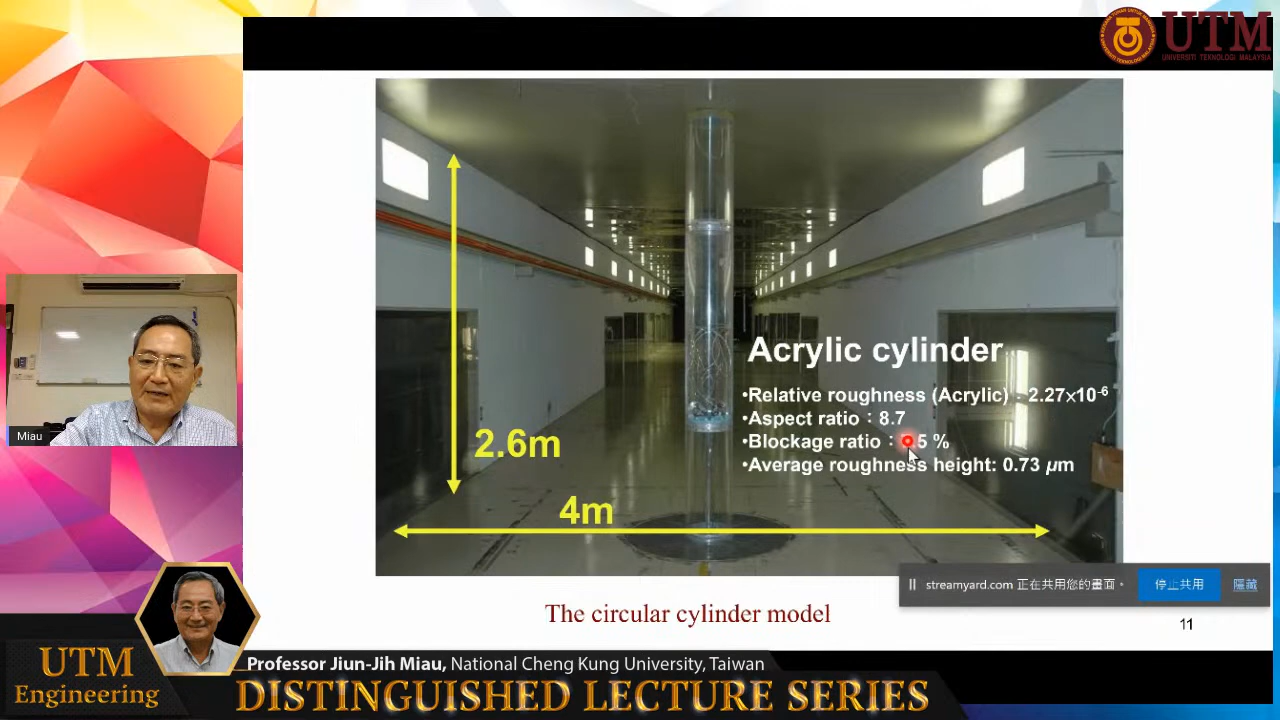 UTM
UNIVERSITI TEKNOLOGI MALAYSIA
Acrylic cylinder
•Relative roughness (Acrylic):2.27×10⁻⁶
•Aspect ratio:8.7
•Blockage ratio: 5 %
•Average roughness height: 0.73 μm
2.6m
4m
Miau
streamyard.com 正在共用您的畫面。
停止共用
隱藏
The circular cylinder model
11
Professor Jiun-Jih Miau, National Cheng Kung University, Taiwan
UTM
Engineering
DISTINGUISHED LECTURE SERIES